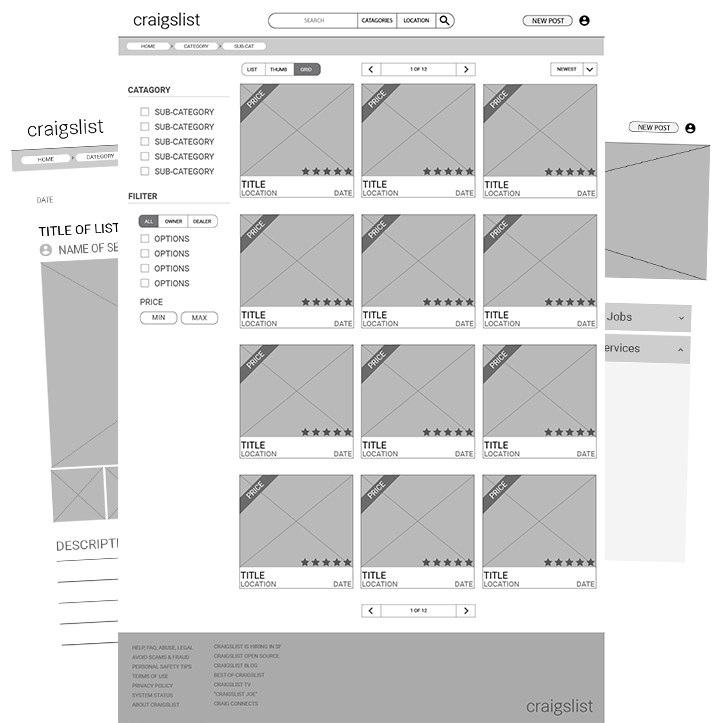 craigslist
SEARCH CATAGORIES LOCATION
NEW POST
HOME CATEGORY SUB-CAT
LIST THUMB GRID
1 OF 12
NEWEST
CATAGORY
SUB-CATEGORY
SUB-CATEGORY
SUB-CATEGORY
SUB-CATEGORY
SUB-CATEGORY
FILITER
ALL OWNER DEALER
OPTIONS
OPTIONS
OPTIONS
OPTIONS
PRICE
MIN MAX
PRICE PRICE PRICE
TITLE TITLE TITLE
LOCATION DATE LOCATION DATE LOCATION DATE
PRICE PRICE PRICE
TITLE TITLE TITLE
LOCATION DATE LOCATION DATE LOCATION DATE
PRICE PRICE PRICE
TITLE TITLE TITLE
LOCATION DATE LOCATION DATE LOCATION DATE
PRICE PRICE PRICE
TITLE TITLE TITLE
LOCATION DATE LOCATION DATE LOCATION DATE
1 OF 12
HELP, FAQ, ABUSE, LEGAL
AVOID SCAMS & FRAUD
PERSONAL SAFETY TIPS
TERMS OF USE
PRIVACY POLICY
SYSTEM STATUS
ABOUT CRAIGSLIST
CRAIGSLIST IS HIRING IN SF
CRAIGSLIST OPEN SOURCE
CRAIGSLIST BLOG
BEST-OF-CRAIGSLIST
CRAIGSLIST TV
"CRAIGSLIST JOE"
CRAIG CONNECTS
craigslist
craigslist
HOME CATEGORY
DATE
TITLE OF LIST
NAME OF SE
DESCRIPTI
NEW POST
Jobs
ervices